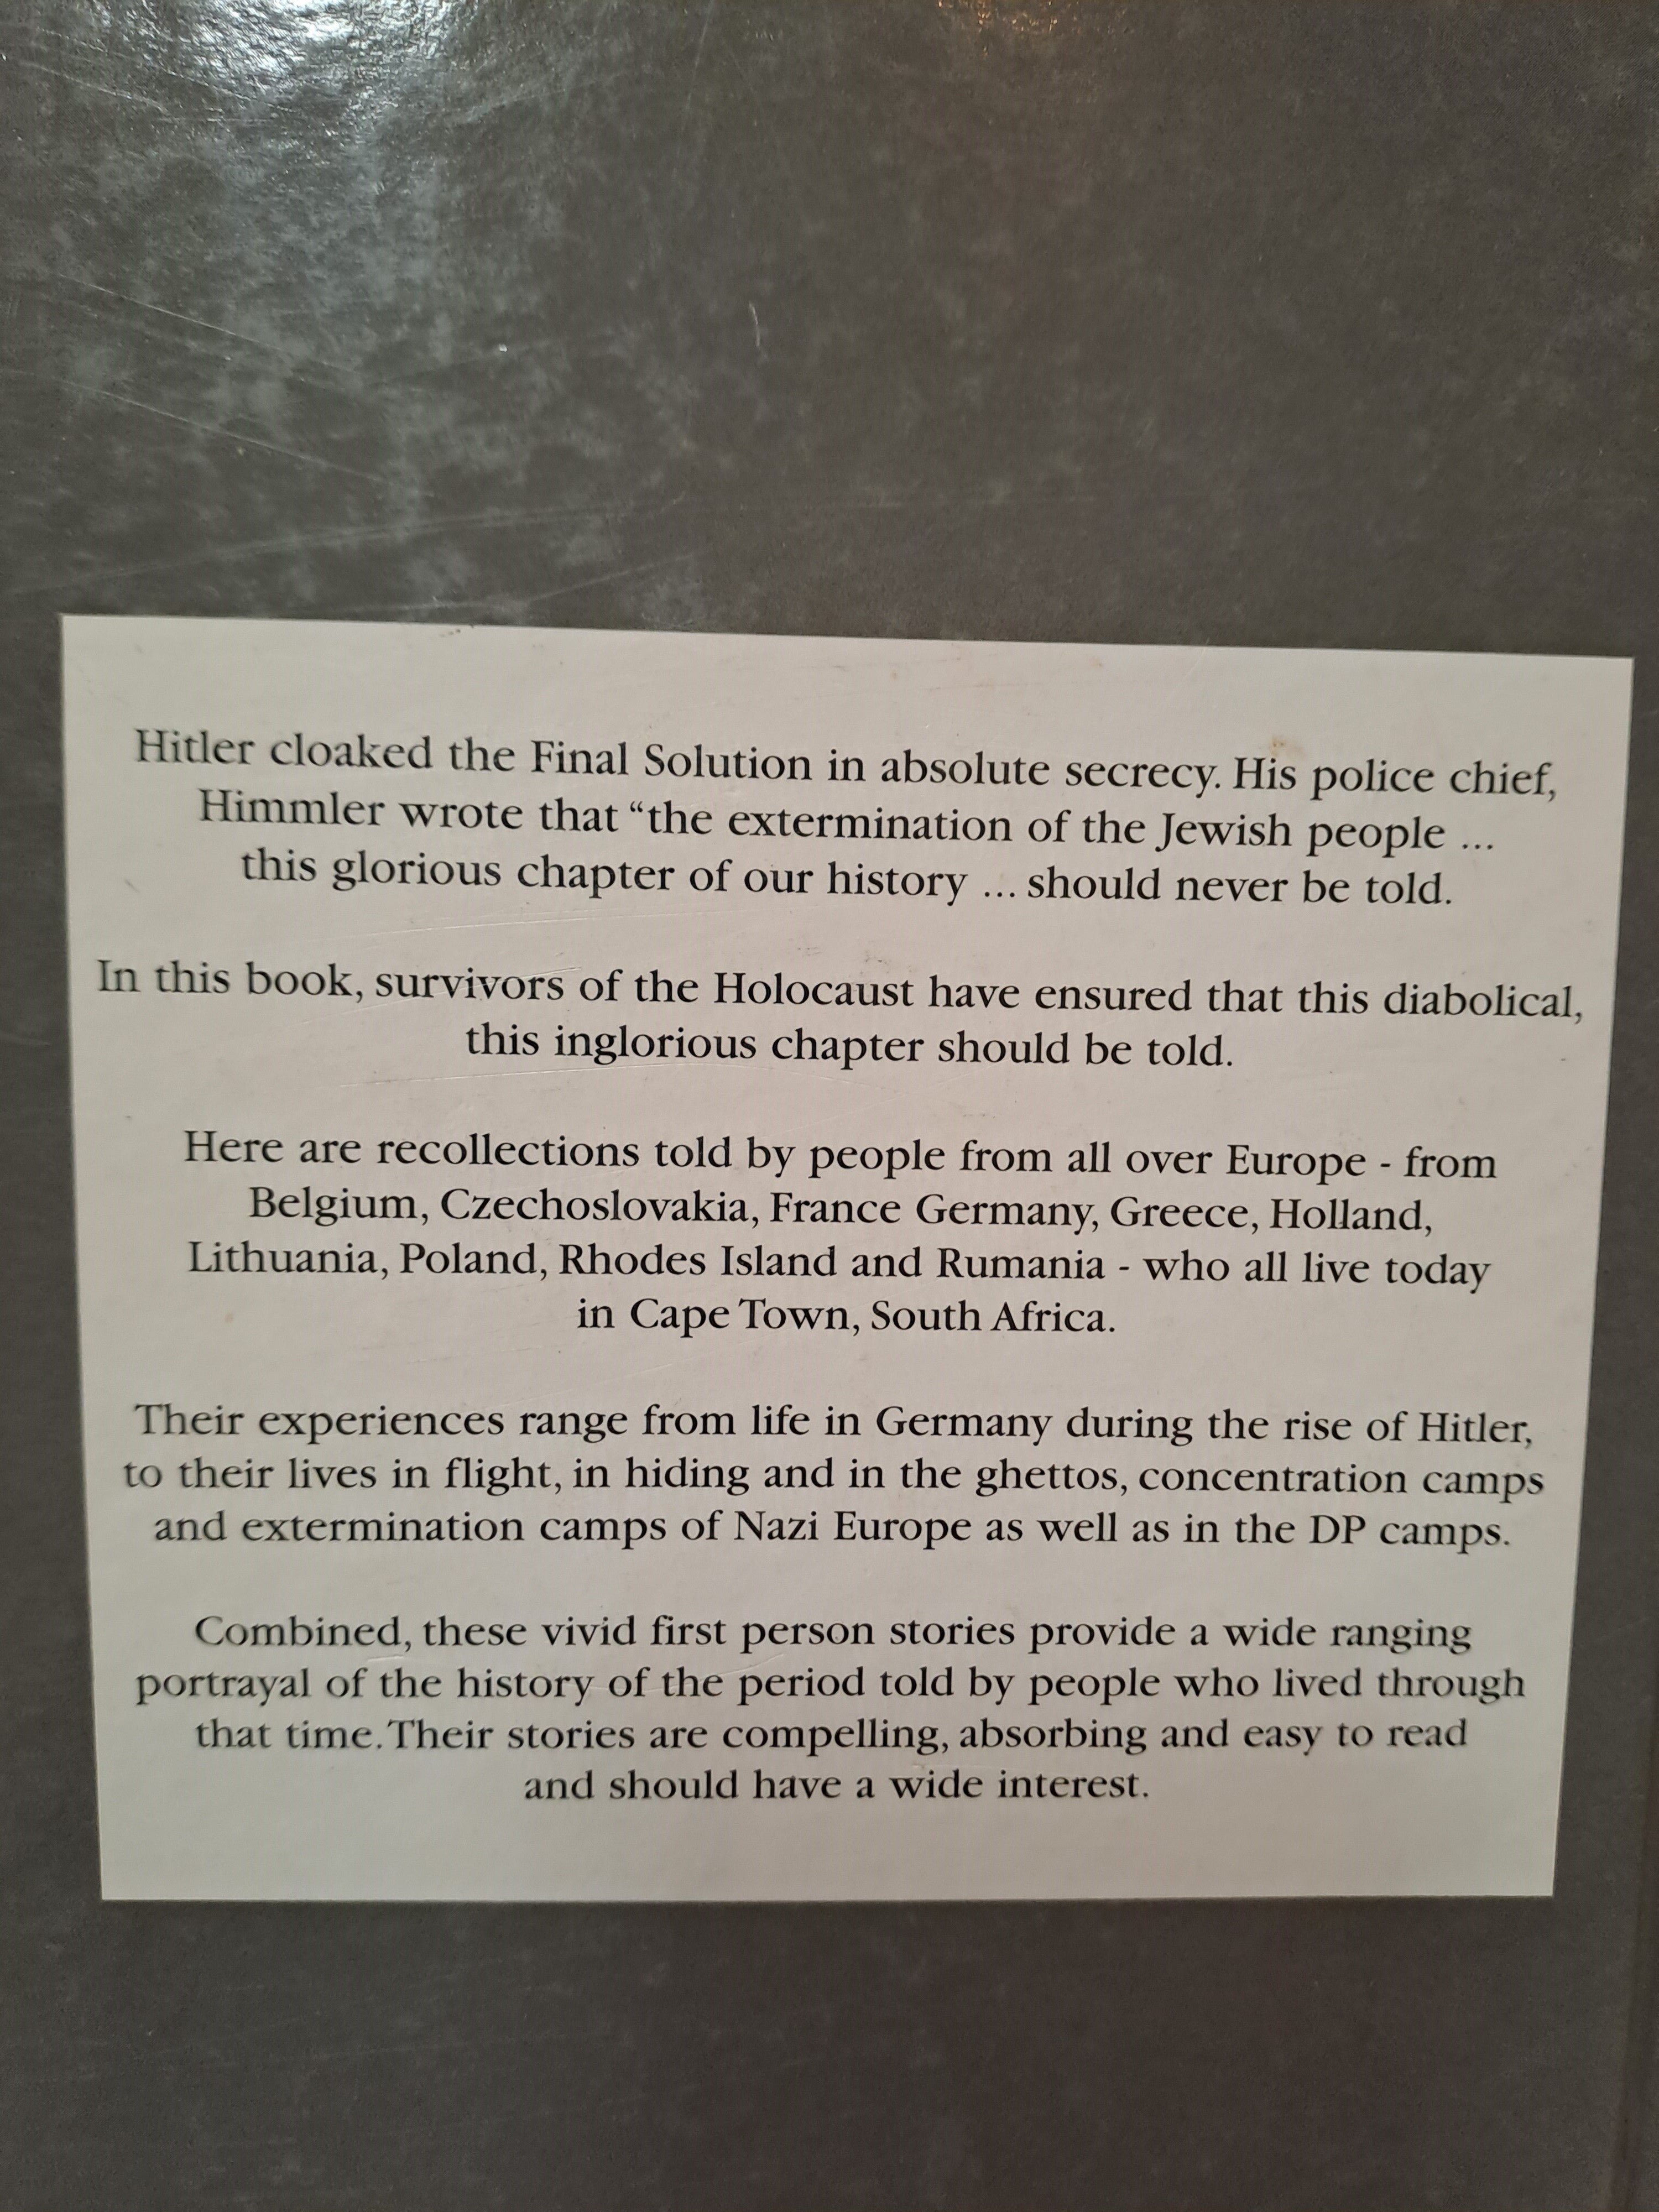 Hitler cloaked the Final Solution in absolute secrecy. His police chief,
Himmler wrote that “the extermination of the Jewish people ...
this glorious chapter of our history ... should never be told.
In this book, survivors of the Holocaust have ensured that this diabolical,
this inglorious chapter should be told.
Here are recollections told by people from all over Europe - from
Belgium, Czechoslovakia, France Germany, Greece, Holland,
Lithuania, Poland, Rhodes Island and Rumania - who all live today
in Cape Town, South Africa.
Their experiences range from life in Germany during the rise of Hitler,
to their lives in flight, in hiding and in the ghettos, concentration camps
and extermination camps of Nazi Europe as well as in the DP camps.
Combined, these vivid first person stories provide a wide ranging
portrayal of the history of the period told by people who lived through
that time. Their stories are compelling, absorbing and easy to read
and should have a wide interest.